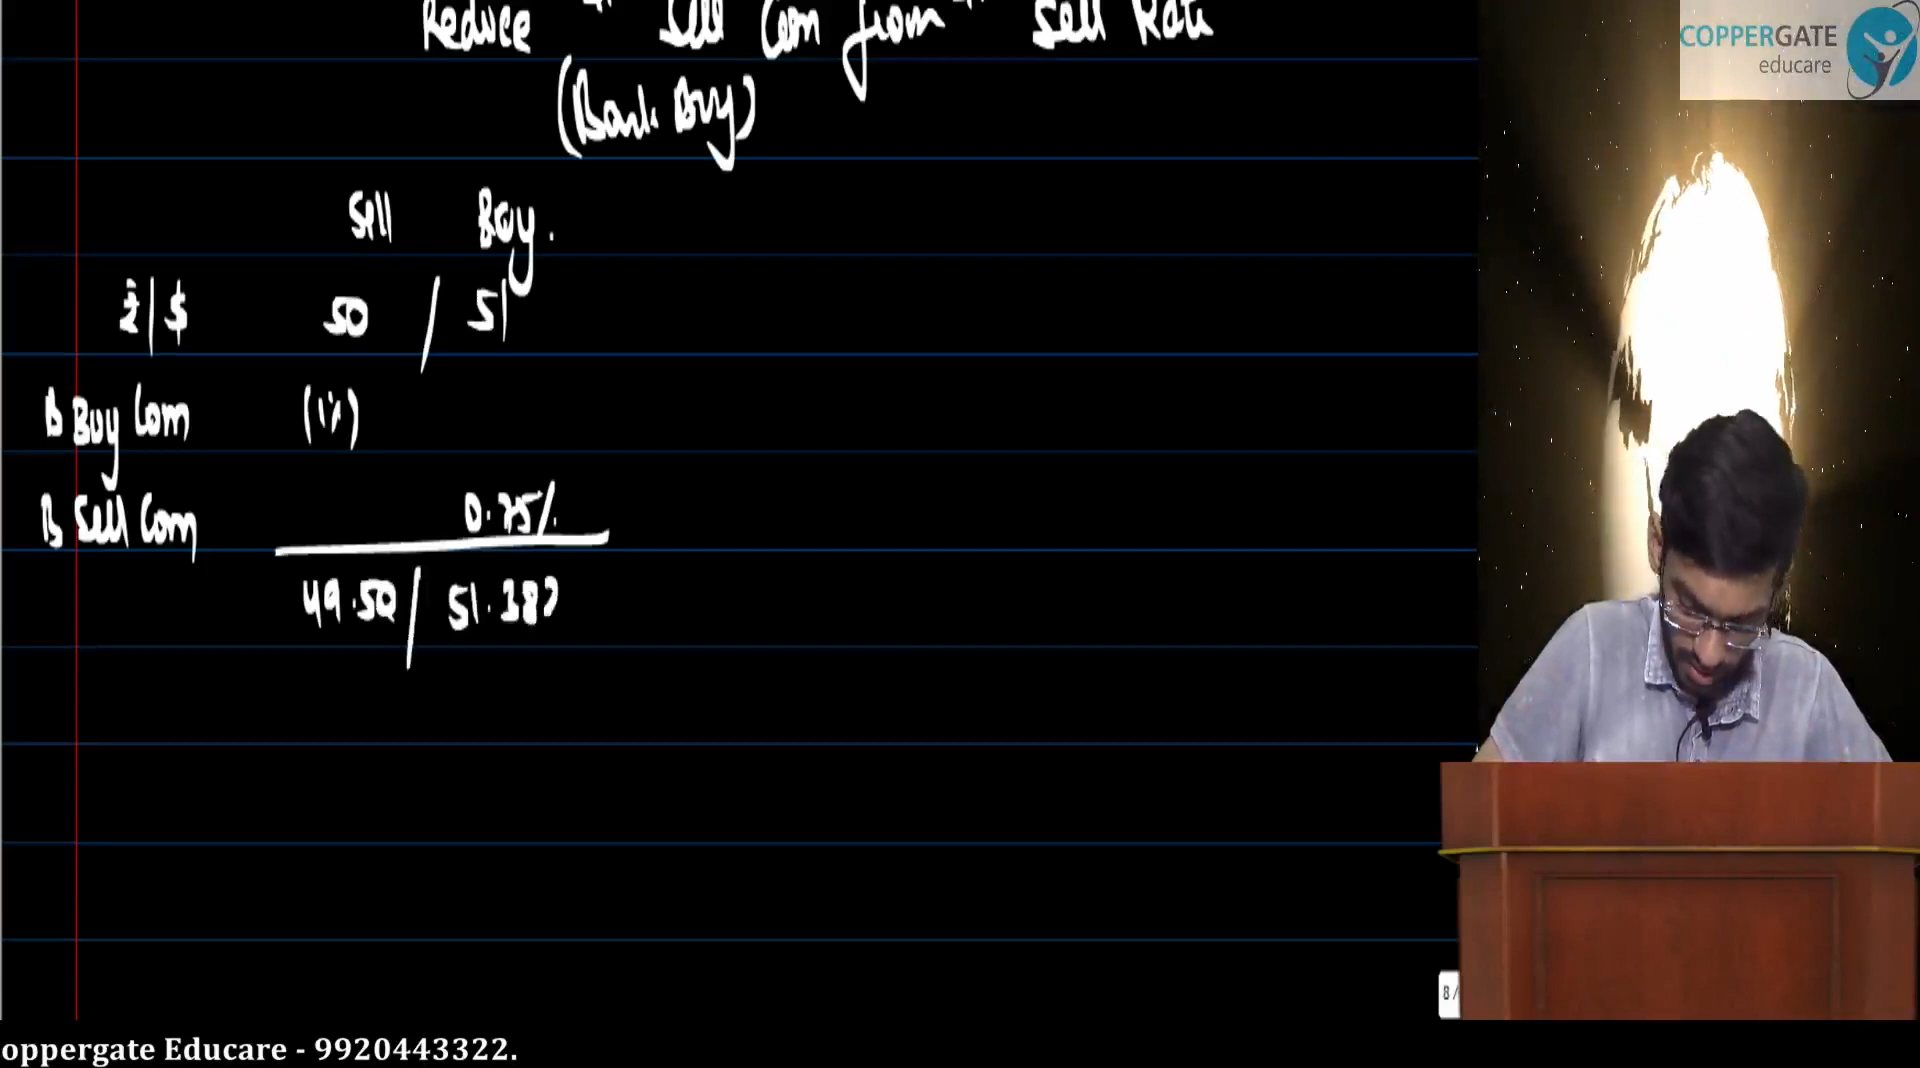 Reduce Sell Com from Sell Rate
(Bank Buy)
Sell Buy.
₹|$ 50 / 51
B Buy Com (1%)
B Sell Com 0.75%
49.50 / 51.382
COPPERGATE
educare
8/
oppergate Educare - 9920443322.